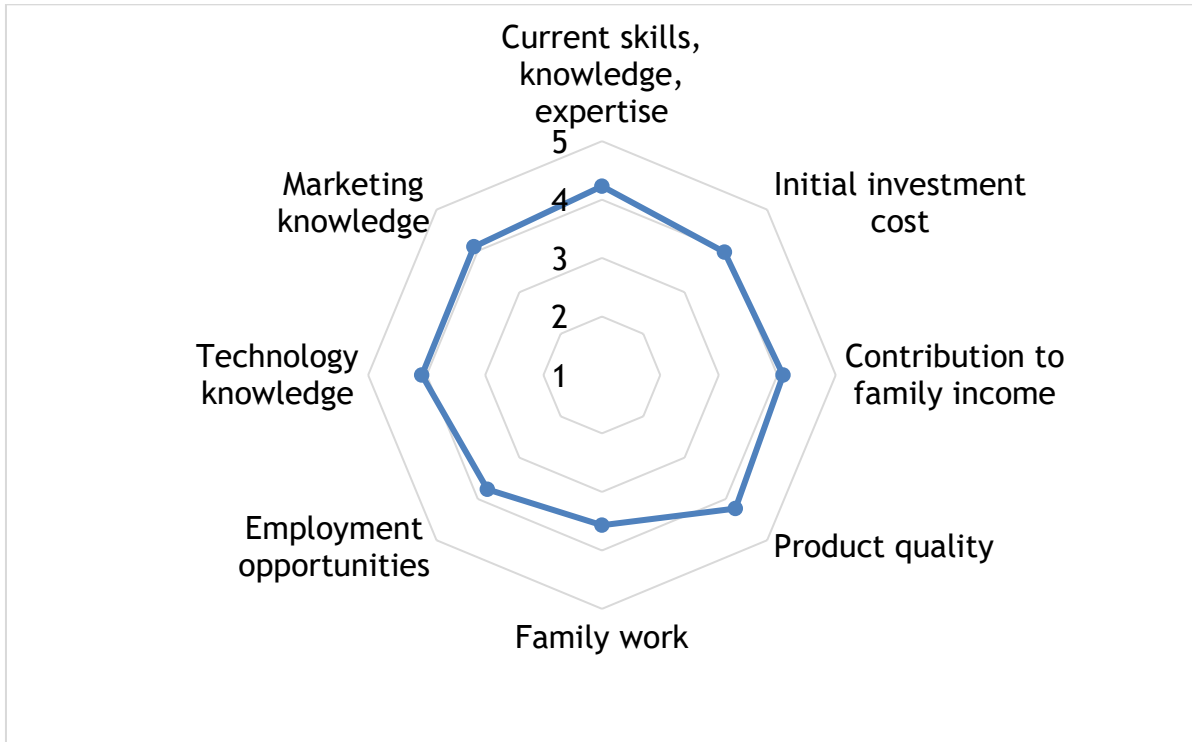 Current skills,
knowledge,
expertise
5
4
3
2
1
Initial investment
cost
Contribution to
family income
Product quality
Family work
Employment
opportunities
Technology
knowledge
Marketing
knowledge